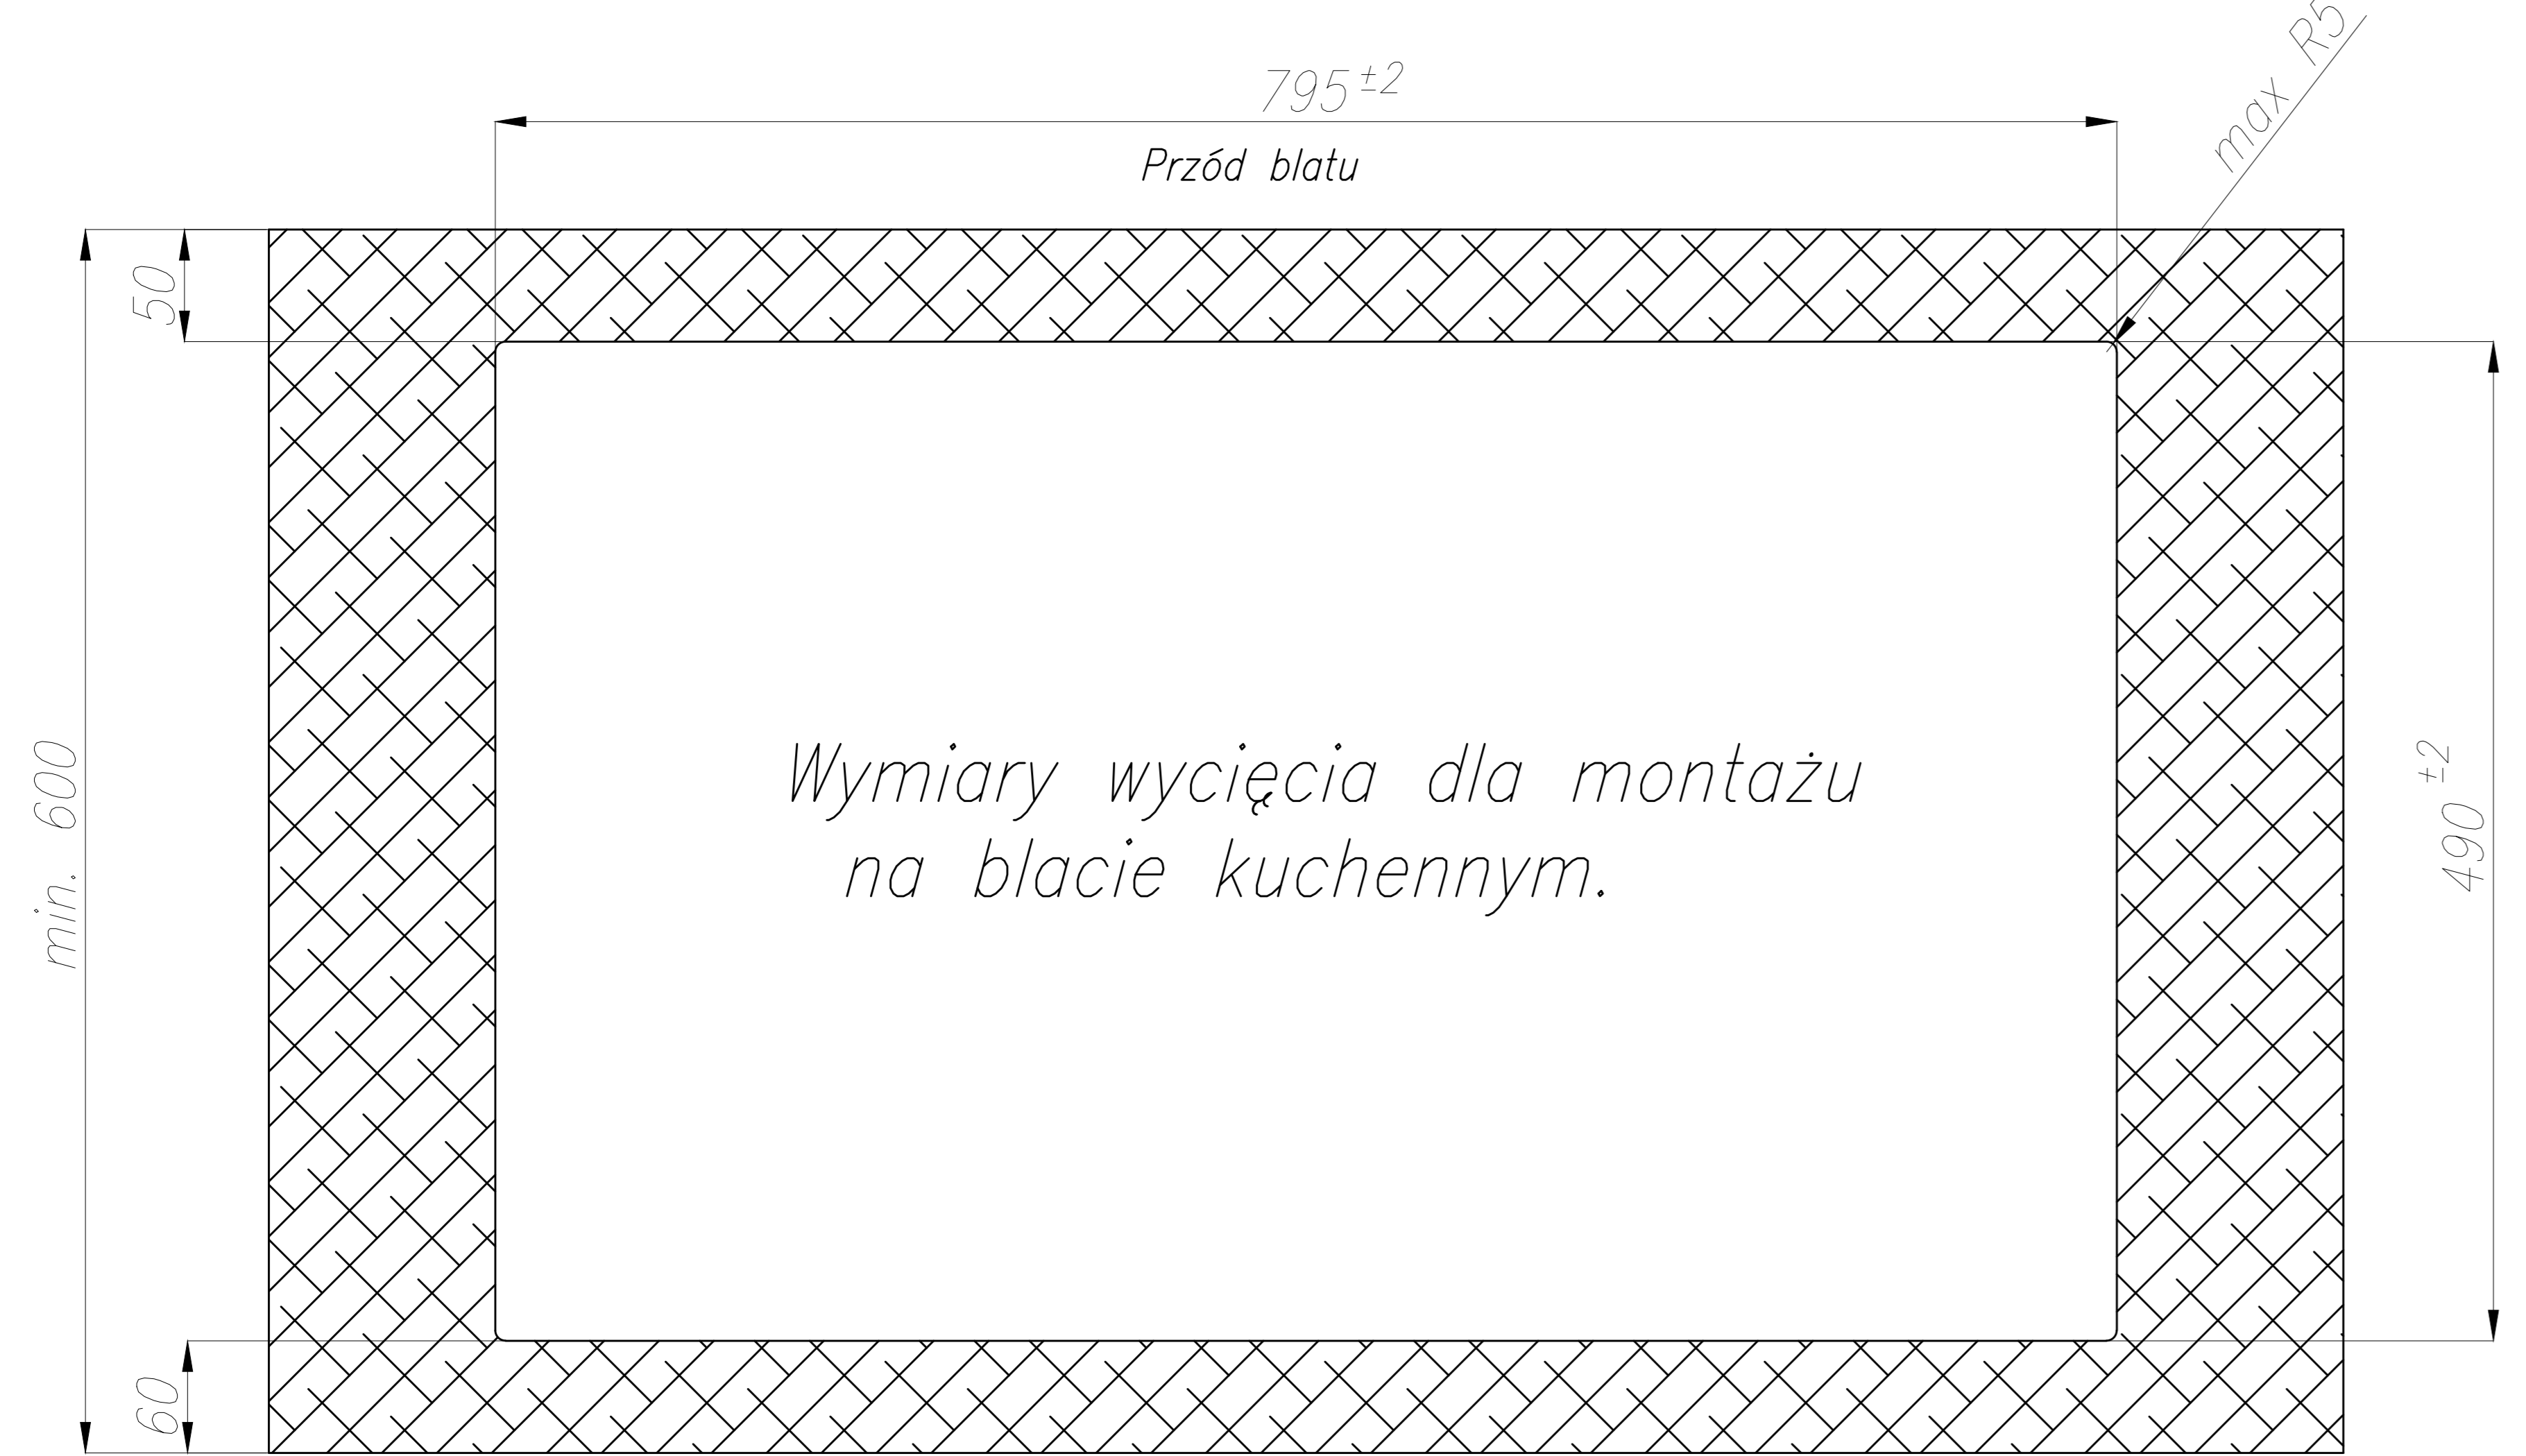 795±2
max R5
Przód blatu
50
min. 600
490 ±2
Wymiary wycięcia dla montażu
na blacie kuchennym.
60